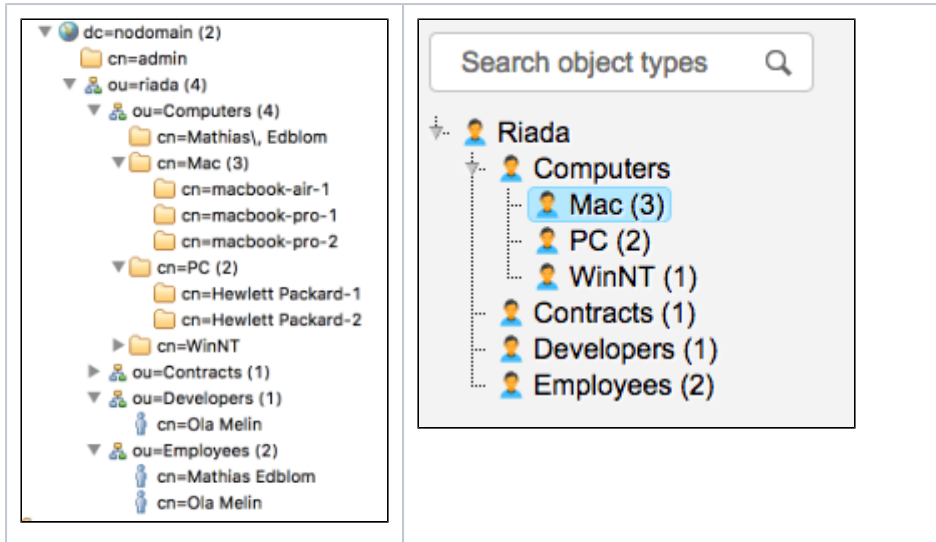 dc=nodomain (2)
cn=admin
ou=riada (4)
ou=Computers (4)
cn=Mathias\, Edblom
cn=Mac (3)
cn=macbook-air-1
cn=macbook-pro-1
cn=macbook-pro-2
cn=PC (2)
cn=Hewlett Packard-1
cn=Hewlett Packard-2
cn=WinNT
ou=Contracts (1)
ou=Developers (1)
cn=Ola Melin
ou=Employees (2)
cn=Mathias Edblom
cn=Ola Melin
Search object types
Riada
Computers
Mac (3)
PC (2)
WinNT (1)
Contracts (1)
Developers (1)
Employees (2)